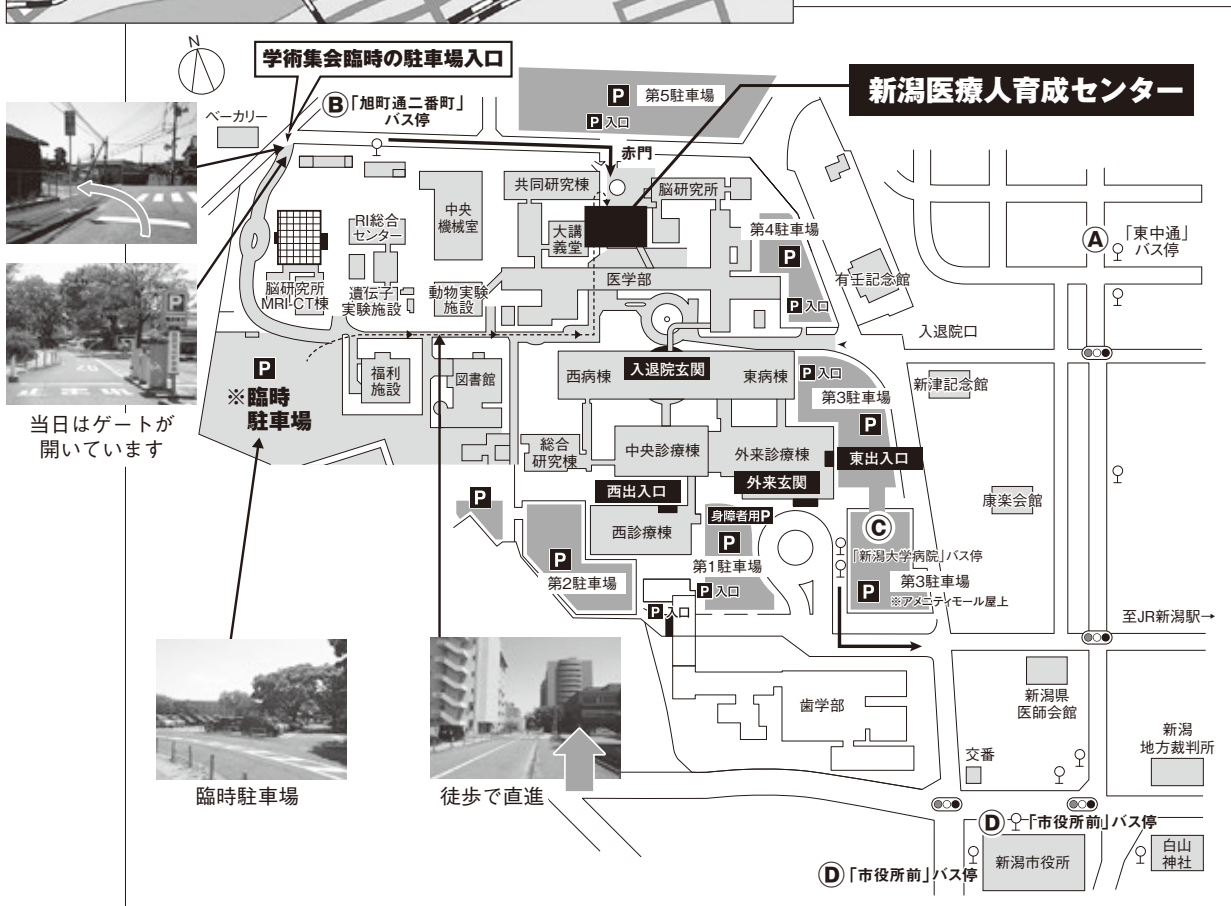 N
学術集会臨時の駐車場入口
ベーカリー
Ⓑ「旭町通二番町」
バス停
P 第5駐車場
P 入口
新潟医療人育成センター
赤門
共同研究棟
脳研究所
中央
機械室
RI総合
センター
大講
義堂
第4駐車場
P
P 入口
Ⓐ「東中通」
バス停
有壬記念館
医学部
脳研究所
MRI-CT棟
遺伝子
実験施設
動物実験
施設
入退院口
P
※臨時
駐車場
福利
施設
図書館
西病棟
入退院玄関
東病棟
P 入口
第3駐車場
P
新津記念館
当日はゲートが
開いています
総合
研究棟
中央診療棟
外来診療棟
東出入口
西出入口
外来玄関
康楽会館
P
西診療棟
身障者用P
P
第1駐車場
P 入口
Ⓒ
「新潟大学病院」バス停
P
第2駐車場
P 入口
P
第3駐車場
※アメニティモール屋上
至JR新潟駅→
歯学部
新潟県
医師会館
新潟
地方裁判所
交番
臨時駐車場
徒歩で直進
Ⓓ「市役所前」バス停
Ⓓ「市役所前」バス停
新潟市役所
白山
神社